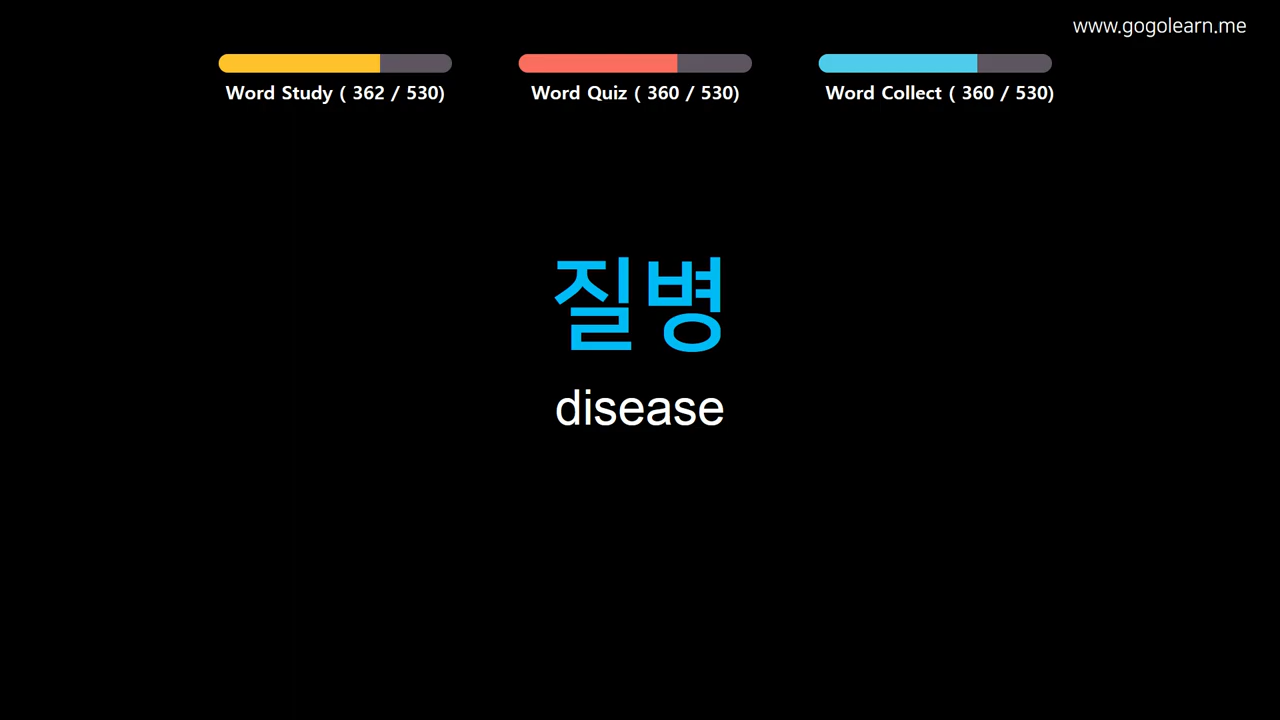 www.gogolearn.me
Word Study ( 362 / 530)
Word Quiz ( 360 / 530)
Word Collect ( 360 / 530)
질병
disease